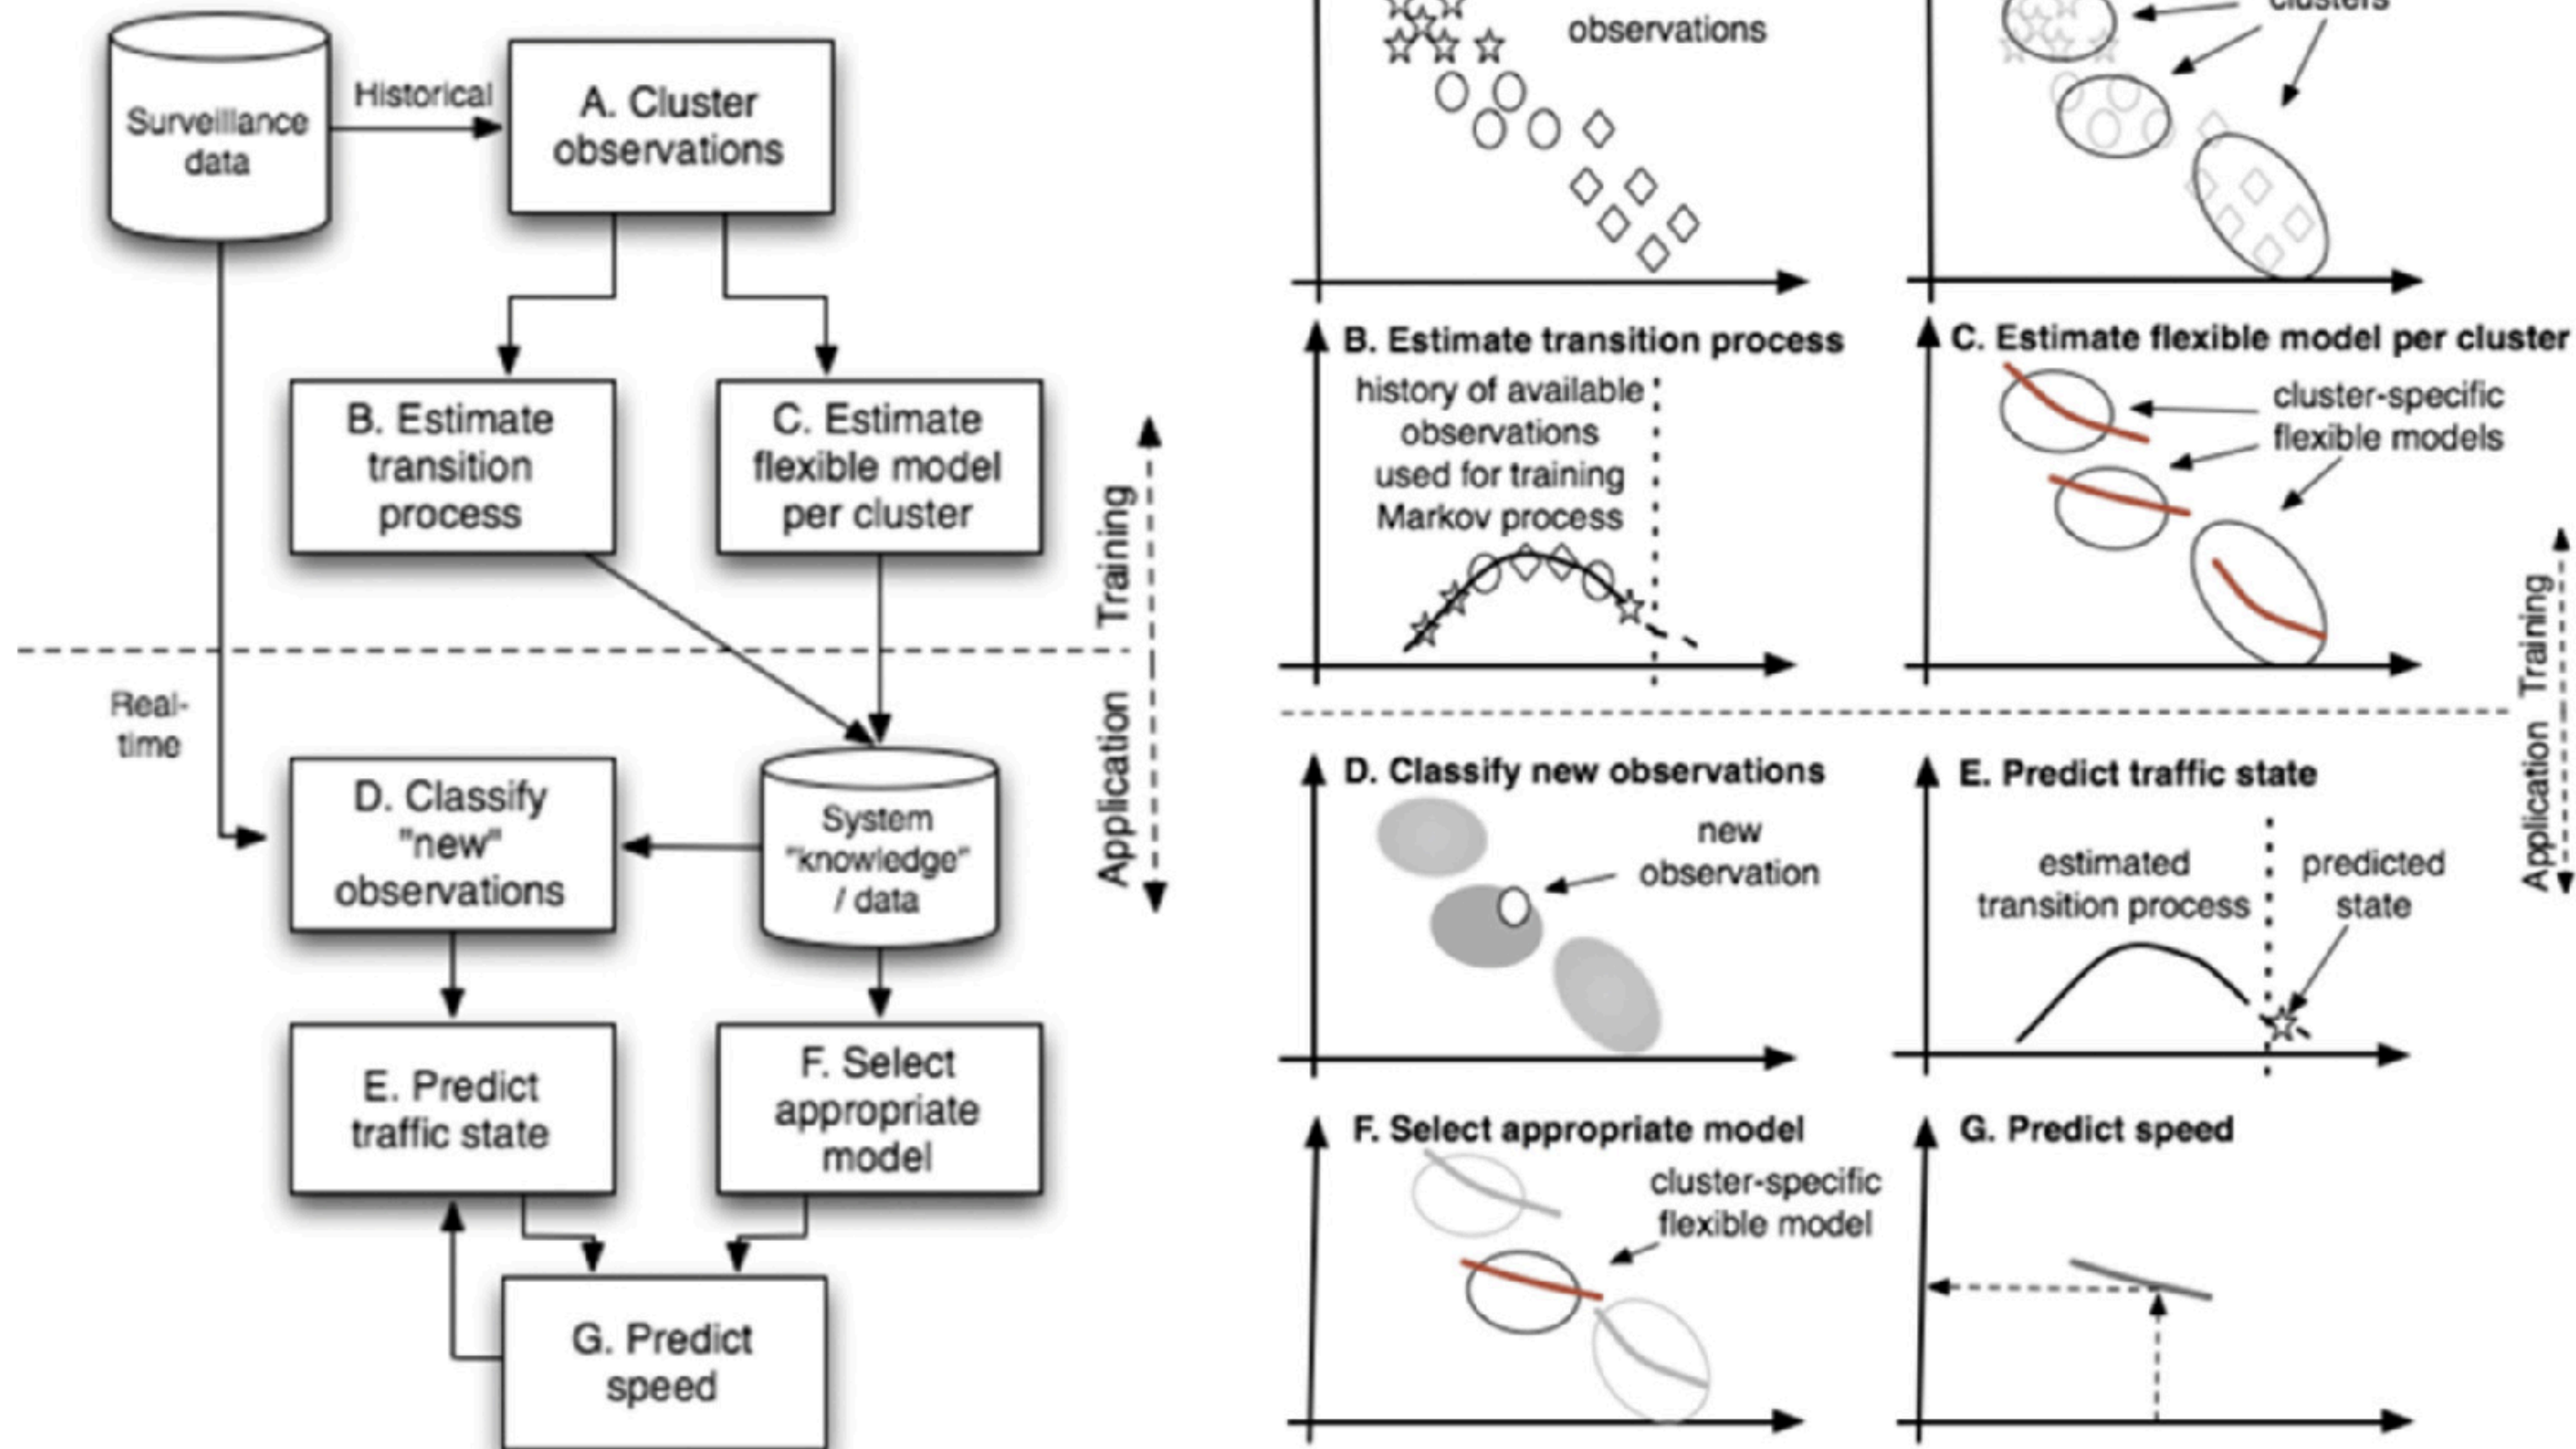 Surveillance
data
Historical
A. Cluster
observations
B. Estimate
transition
process
C. Estimate
flexible model
per cluster
Training
Application
Real-
time
D. Classify
"new"
observations
System
"knowledge"
/ data
E. Predict
traffic state
F. Select
appropriate
model
G. Predict
speed
observations
clusters
B. Estimate transition process
history of available
observations
used for training
Markov process
C. Estimate flexible model per cluster
cluster-specific
flexible models
Training
Application
D. Classify new observations
new
observation
E. Predict traffic state
estimated
transition process
predicted
state
F. Select appropriate model
cluster-specific
flexible model
G. Predict speed